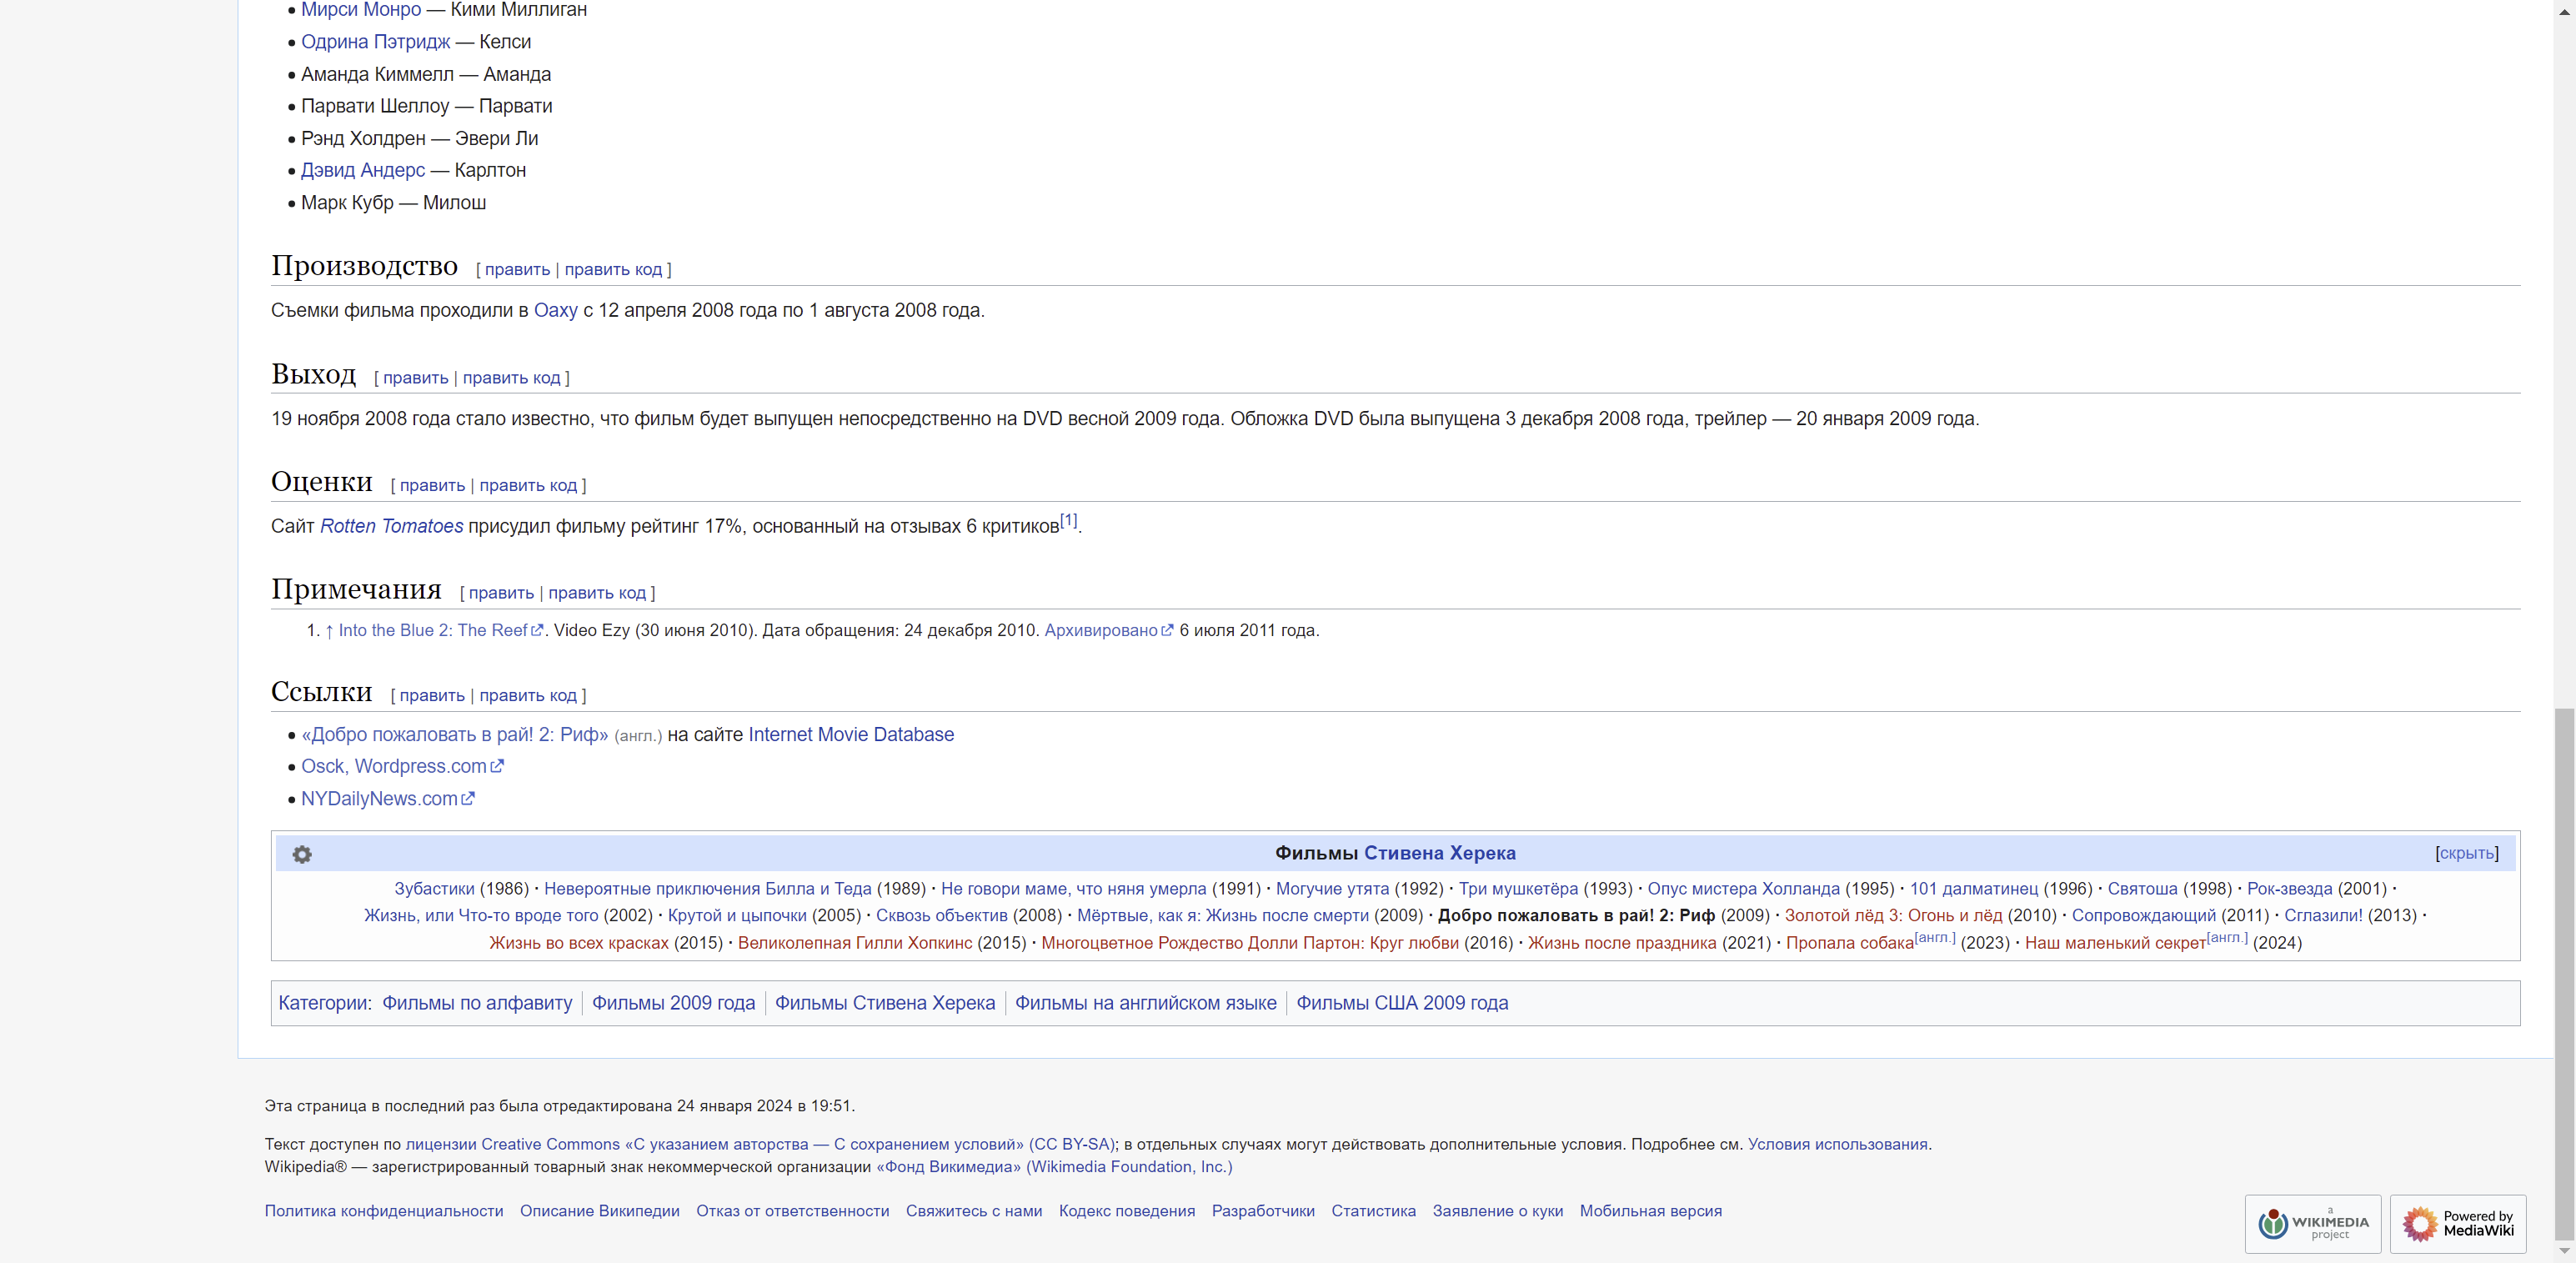 Мирси Монро — Кими Миллиган
Одрина Пэтридж — Келси
Аманда Киммелл — Аманда
Парвати Шеллоу — Парвати
Рэнд Холдрен — Эвери Ли
Дэвид Андерс — Карлтон
Марк Кубр — Милош
Производство [ править | править код ]
Съемки фильма проходили в Оаху с 12 апреля 2008 года по 1 августа 2008 года.
Выход [ править | править код ]
19 ноября 2008 года стало известно, что фильм будет выпущен непосредственно на DVD весной 2009 года. Обложка DVD была выпущена 3 декабря 2008 года, трейлер — 20 января 2009 года.
Оценки [ править | править код ]
Сайт Rotten Tomatoes присудил фильму рейтинг 17%, основанный на отзывах 6 критиков[1].
Примечания [ править | править код ]
1. ↑ Into the Blue 2: The Reef. Video Ezy (30 июня 2010). Дата обращения: 24 декабря 2010. Архивировано 6 июля 2011 года.
Ссылки [ править | править код ]
«Добро пожаловать в рай! 2: Риф» (англ.) на сайте Internet Movie Database
Osck, Wordpress.com
NYDailyNews.com
Фильмы Стивена Херека [скрыть]
Зубастики (1986) · Невероятные приключения Билла и Теда (1989) · Не говори маме, что няня умерла (1991) · Могучие утята (1992) · Три мушкетёра (1993) · Опус мистера Холланда (1995) · 101 далматинец (1996) · Святоша (1998) · Рок-звезда (2001) ·
Жизнь, или Что-то вроде того (2002) · Крутой и цыпочки (2005) · Сквозь объектив (2008) · Мёртвые, как я: Жизнь после смерти (2009) · Добро пожаловать в рай! 2: Риф (2009) · Золотой лёд 3: Огонь и лёд (2010) · Сопровождающий (2011) · Сглазили! (2013) ·
Жизнь во всех красках (2015) · Великолепная Гилли Хопкинс (2015) · Многоцветное Рождество Долли Партон: Круг любви (2016) · Жизнь после праздника (2021) · Пропала собака[англ.] (2023) · Наш маленький секрет[англ.] (2024)
Категории: Фильмы по алфавиту | Фильмы 2009 года | Фильмы Стивена Херека | Фильмы на английском языке | Фильмы США 2009 года
Эта страница в последний раз была отредактирована 24 января 2024 в 19:51.
Текст доступен по лицензии Creative Commons «С указанием авторства — С сохранением условий» (CC BY-SA); в отдельных случаях могут действовать дополнительные условия. Подробнее см. Условия использования.
Wikipedia® — зарегистрированный товарный знак некоммерческой организации «Фонд Викимедиа» (Wikimedia Foundation, Inc.)
Политика конфиденциальности Описание Википедии Отказ от ответственности Свяжитесь с нами Кодекс поведения Разработчики Статистика Заявление о куки Мобильная версия
a
WIKIMEDIA
project
Powered by
MediaWiki